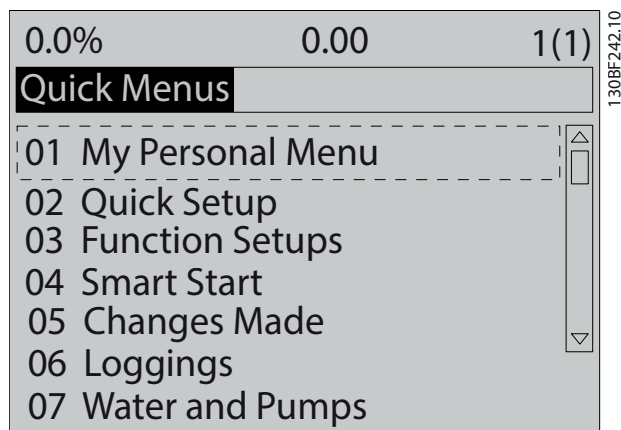 0.0% 0.00 1(1)
Quick Menus
01 My Personal Menu
02 Quick Setup
03 Function Setups
04 Smart Start
05 Changes Made
06 Loggings
07 Water and Pumps
130BF242.10